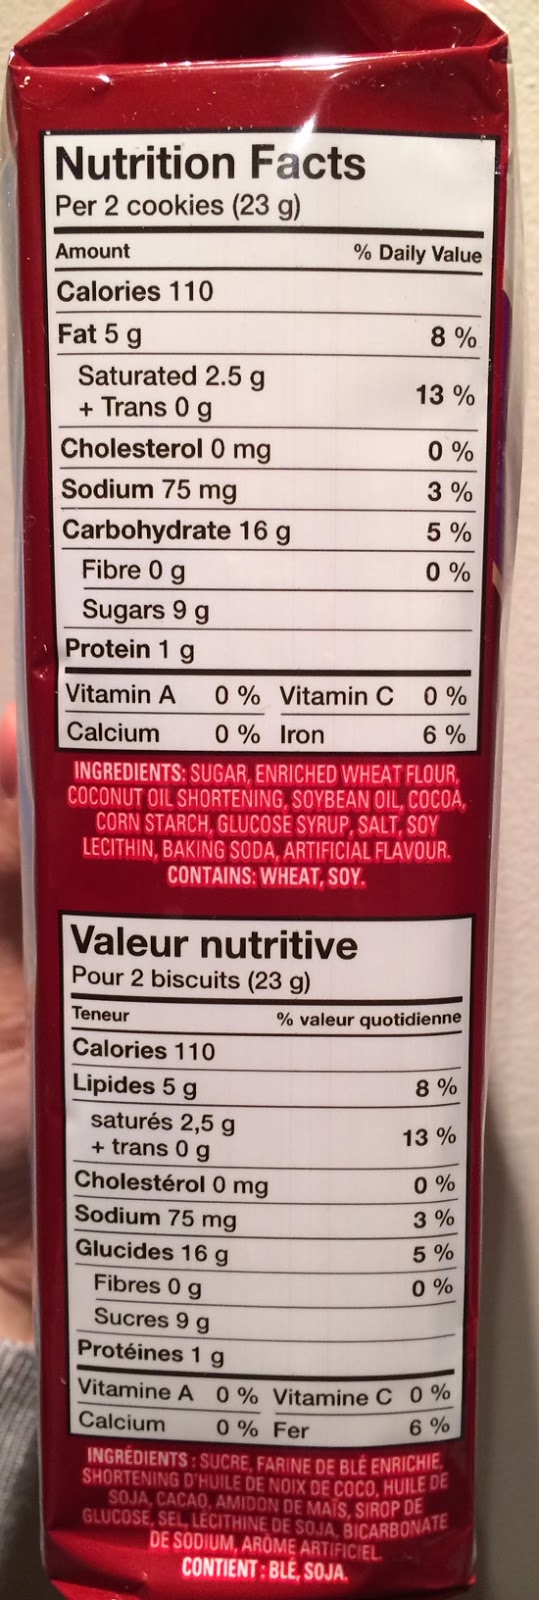 Nutrition Facts
Per 2 cookies (23 g)
Amount % Daily Value
Calories 110
Fat 5 g 8 %
Saturated 2.5 g
+ Trans 0 g 13 %
Cholesterol 0 mg 0 %
Sodium 75 mg 3 %
Carbohydrate 16 g 5 %
Fibre 0 g 0 %
Sugars 9 g
Protein 1 g
Vitamin A 0 % Vitamin C 0 %
Calcium 0 % Iron 6 %
INGREDIENTS: SUGAR, ENRICHED WHEAT FLOUR,
COCONUT OIL SHORTENING, SOYBEAN OIL, COCOA,
CORN STARCH, GLUCOSE SYRUP, SALT, SOY
LECITHIN, BAKING SODA, ARTIFICIAL FLAVOUR.
CONTAINS: WHEAT, SOY.
Valeur nutritive
Pour 2 biscuits (23 g)
Teneur % valeur quotidienne
Calories 110
Lipides 5 g 8 %
saturés 2,5 g
+ trans 0 g 13 %
Cholestérol 0 mg 0 %
Sodium 75 mg 3 %
Glucides 16 g 5 %
Fibres 0 g 0 %
Sucres 9 g
Protéines 1 g
Vitamine A 0 % Vitamine C 0 %
Calcium 0 % Fer 6 %
INGRÉDIENTS : SUCRE, FARINE DE BLÉ ENRICHIE,
SHORTENING D'HUILE DE NOIX DE COCO, HUILE DE
SOJA, CACAO, AMIDON DE MAÏS, SIROP DE
GLUCOSE, SEL, LÉCITHINE DE SOJA, BICARBONATE
DE SODIUM, ARÔME ARTIFICIEL.
CONTIENT : BLÉ, SOJA.